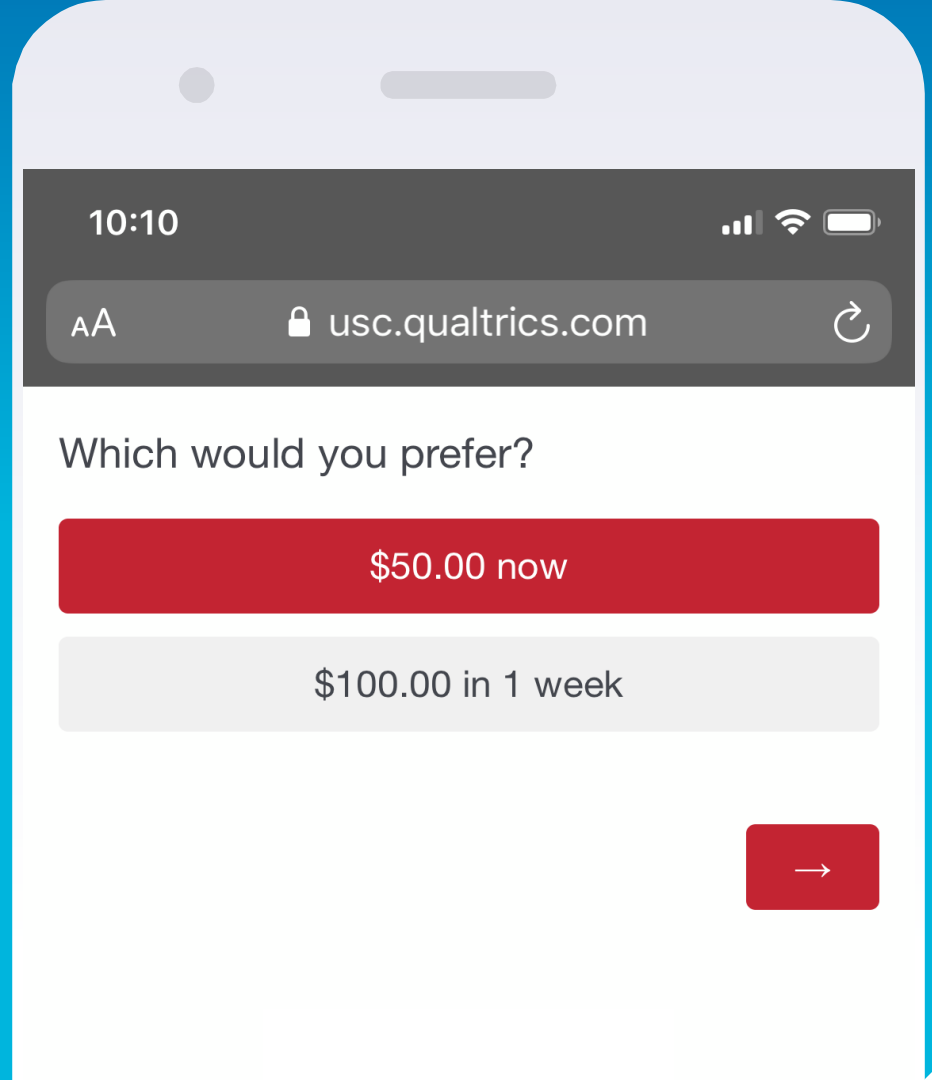 10:10
AA usc.qualtrics.com
Which would you prefer?
$50.00 now
$100.00 in 1 week
→